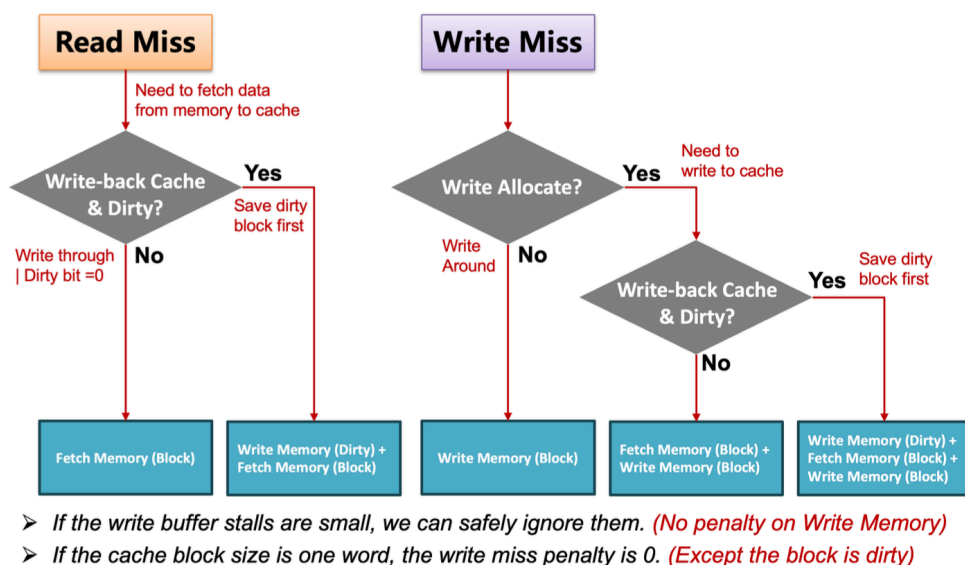 Read Miss
Need to fetch data
from memory to cache
Write-back Cache
& Dirty?
Yes
Save dirty
block first
Write through
| Dirty bit =0
No
Fetch Memory (Block)
Write Memory (Dirty) +
Fetch Memory (Block)
Write Miss
Write Allocate?
Yes
Need to
write to cache
Write
Around
No
Write-back Cache
& Dirty?
Yes
Save dirty
block first
No
Write Memory (Block)
Fetch Memory (Block) +
Write Memory (Block)
Write Memory (Dirty) +
Fetch Memory (Block) +
Write Memory (Block)
➢ If the write buffer stalls are small, we can safely ignore them. (No penalty on Write Memory)
➢ If the cache block size is one word, the write miss penalty is 0. (Except the block is dirty)